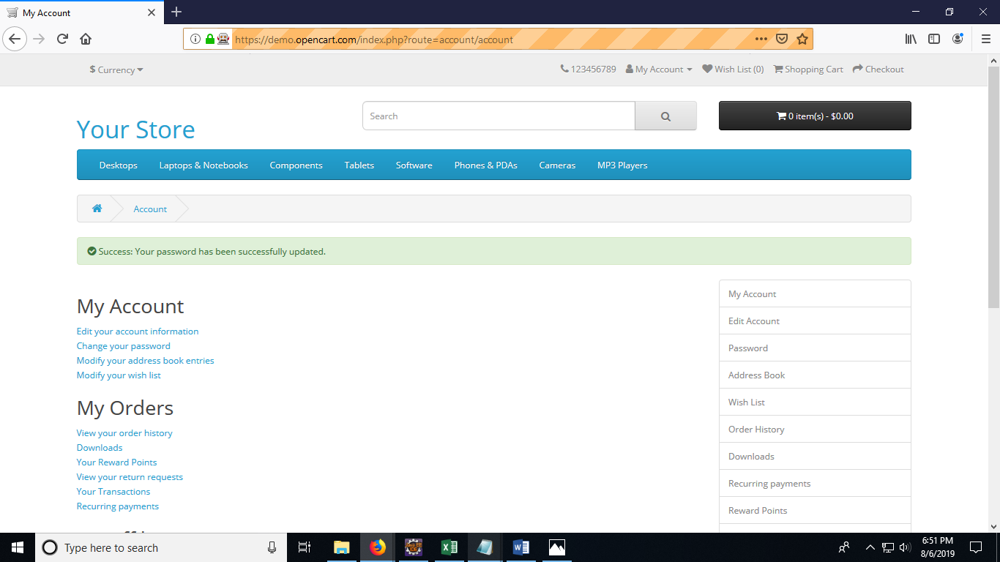 My Account
https://demo.opencart.com/index.php?route=account/account
$ Currency
123456789 My Account Wish List (0) Shopping Cart Checkout
Your Store
Search
0 item(s) - $0.00
Desktops Laptops & Notebooks Components Tablets Software Phones & PDAs Cameras MP3 Players
Account
Success: Your password has been successfully updated.
My Account
Edit your account information
Change your password
Modify your address book entries
Modify your wish list
My Orders
View your order history
Downloads
Your Reward Points
View your return requests
Your Transactions
Recurring payments
My Account
Edit Account
Password
Address Book
Wish List
Order History
Downloads
Recurring payments
Reward Points
Type here to search
6:51 PM
8/6/2019